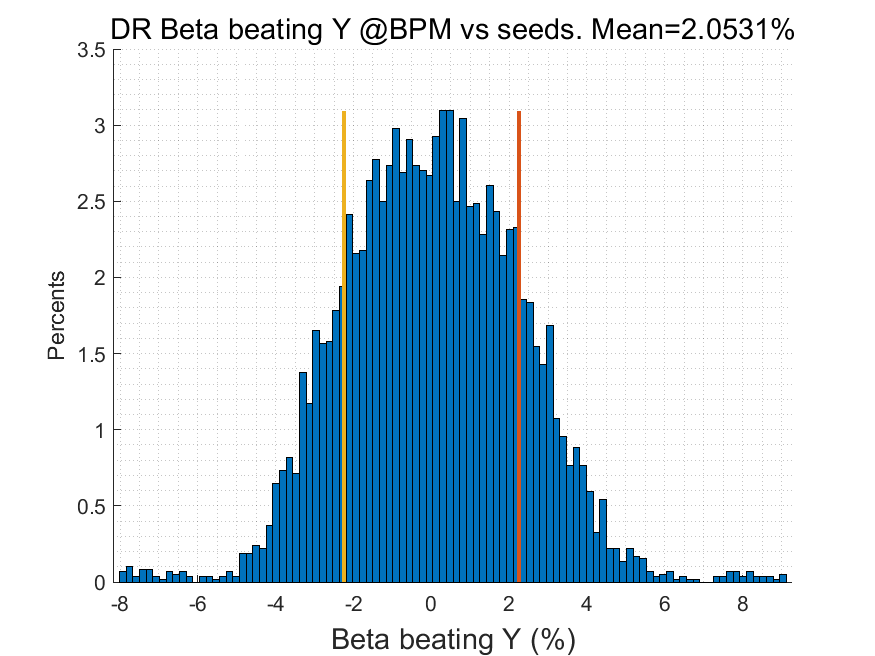 DR Beta beating Y @BPM vs seeds. Mean=2.0531%
3.5
3
2.5
2
1.5
1
0.5
0
Percents
-8 -6 -4 -2 0 2 4 6 8
Beta beating Y (%)